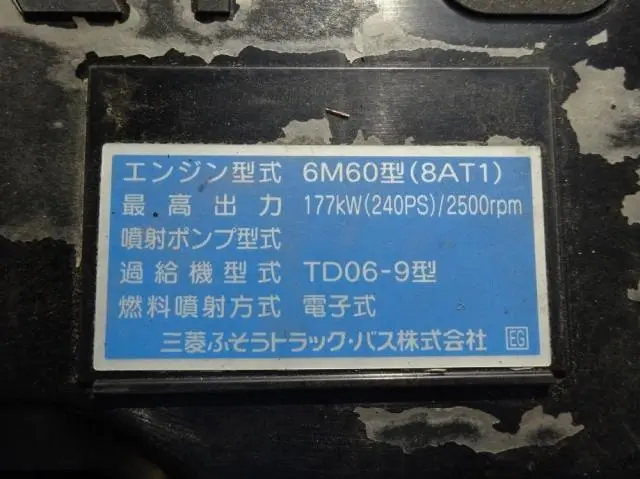 エンジン型式 6M60型(8AT1)
最高出力 177kW(240PS)/2500rpm
噴射ポンプ型式
過給機型式 TD06-9型
燃料噴射方式 電子式
三菱ふそうトラック・バス株式会社 EG